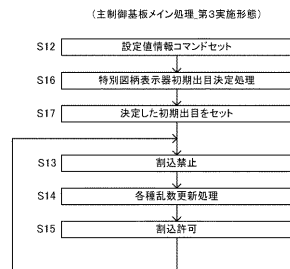 (主制御基板メイン処理_第3実施形態)
S12 設定値情報コマンドセット
S16 特別図柄表示器初期出目決定処理
S17 決定した初期出目をセット
S13 割込禁止
S14 各種乱数更新処理
S15 割込許可